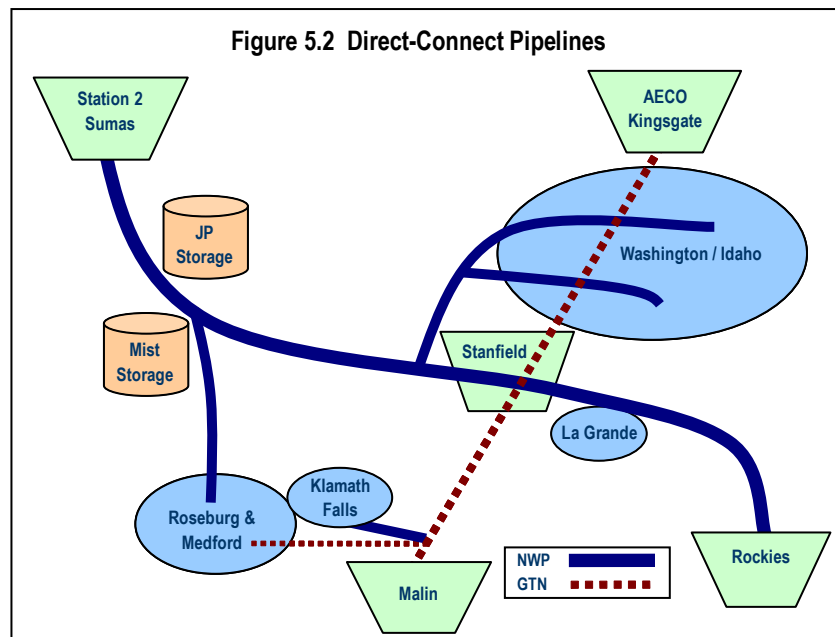 Figure 5.2 Direct-Connect Pipelines
Station 2
Sumas
AECO
Kingsgate
JP
Storage
Washington / Idaho
Mist
Storage
Stanfield
La Grande
Klamath
Falls
Roseburg &
Medford
Malin
NWP
GTN
Rockies